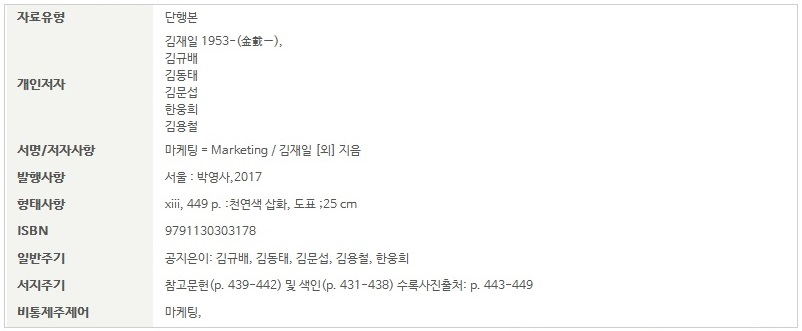 자료유형 단행본
김재일 1953-(金載一),
김규배
김동태
개인저자 김문섭
한웅희
김용철
서명/저자사항 마케팅 = Marketing / 김재일 [외] 지음
발행사항 서울 : 박영사,2017
형태사항 xiii, 449 p. :천연색 삽화, 도표 ;25 cm
ISBN 9791130303178
일반주기 공지은이: 김규배, 김동태, 김문섭, 김용철, 한웅희
서지주기 참고문헌(p. 439-442) 및 색인(p. 431-438) 수록사진출처: p. 443-449
비통제주제어 마케팅,